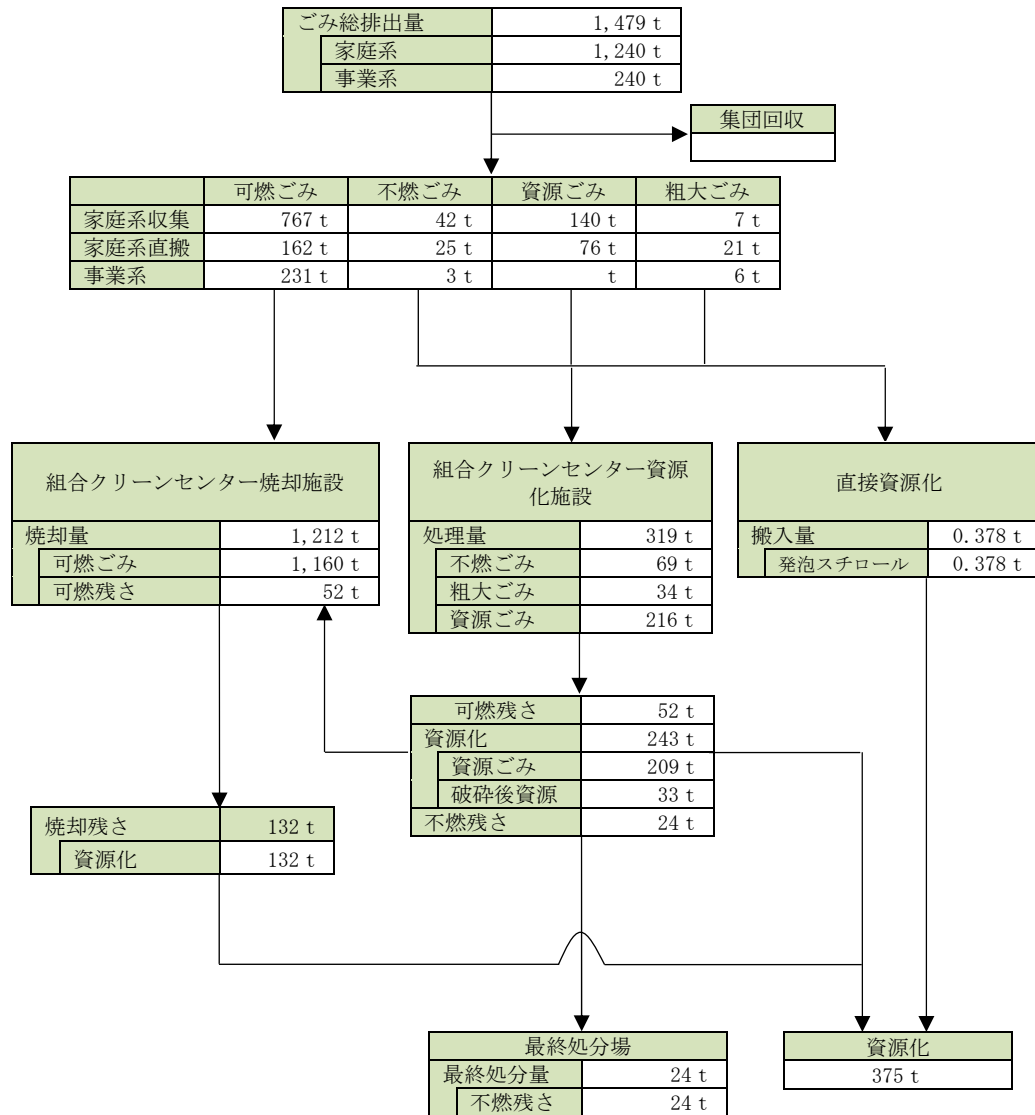 ごみ総排出量 1,479 t
家庭系 1,240 t
事業系 240 t
集団回収
可燃ごみ 不燃ごみ 資源ごみ 粗大ごみ
家庭系収集 767 t 42 t 140 t 7 t
家庭系直搬 162 t 25 t 76 t 21 t
事業系 231 t 3 t t 6 t
組合クリーンセンター焼却施設
焼却量 1,212 t
可燃ごみ 1,160 t
可燃残さ 52 t
組合クリーンセンター資源
化施設
処理量 319 t
不燃ごみ 69 t
粗大ごみ 34 t
資源ごみ 216 t
直接資源化
搬入量 0.378 t
発泡スチロール 0.378 t
可燃残さ 52 t
資源化 243 t
資源ごみ 209 t
破砕後資源 33 t
不燃残さ 24 t
焼却残さ 132 t
資源化 132 t
最終処分場
最終処分量 24 t
不燃残さ 24 t
資源化
375 t